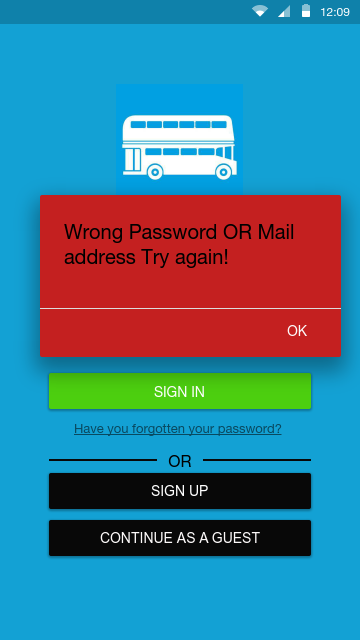 12:09
Wrong Password OR Mail
address Try again!
OK
SIGN IN
Have you forgotten your password?
OR
SIGN UP
CONTINUE AS A GUEST